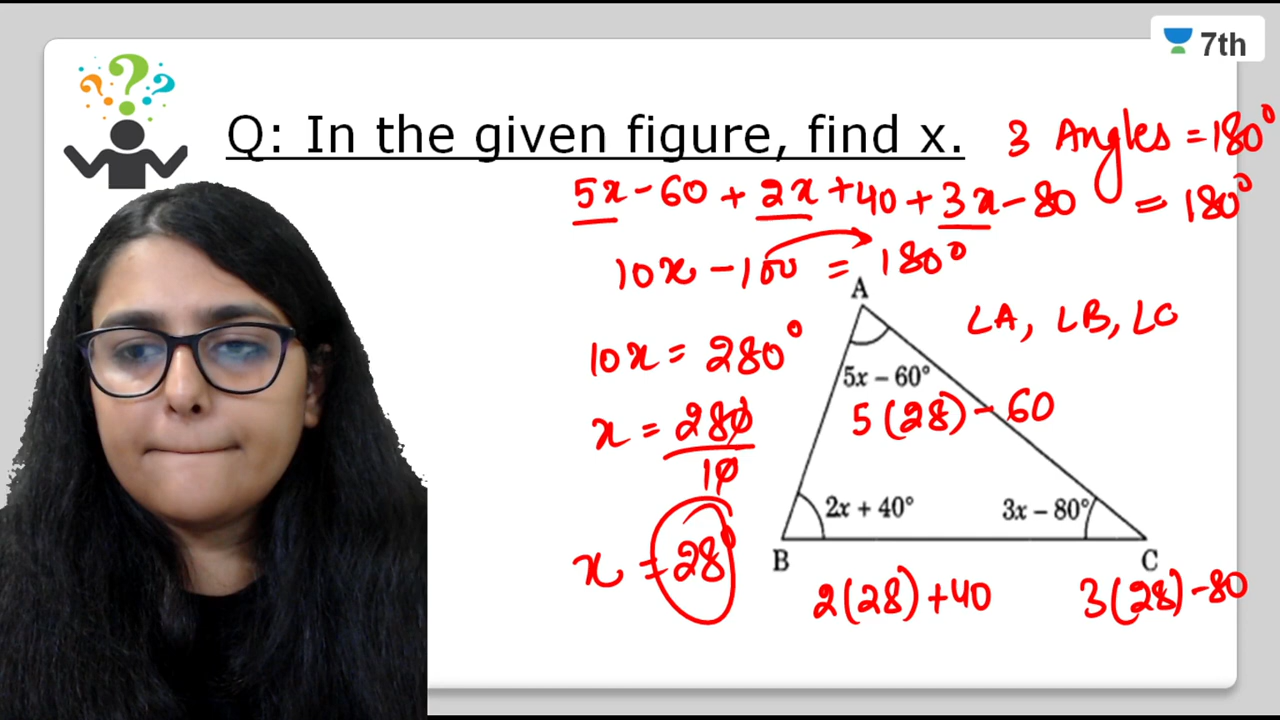 7th
Q: In the given figure, find x.
3 Angles = 180°
5x - 60 + 2x + 40 + 3x - 80 = 180°
10x - 100 = 180°
A
∠A, ∠B, ∠C
10x = 280°
5x – 60°
5(28) - 60
x = 280
10
2x + 40°
3x – 80°
x = 28°
B
C
2(28) + 40
3(28) - 80